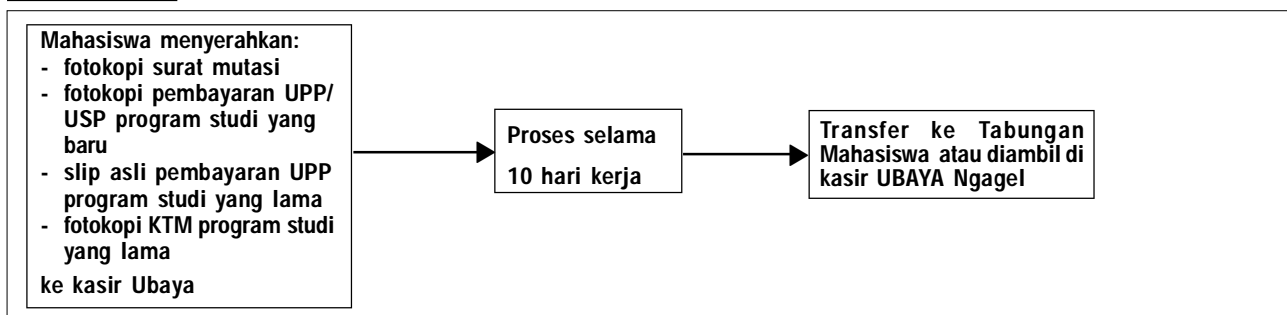 Mahasiswa menyerahkan:
- fotokopi surat mutasi
- fotokopi pembayaran UPP/
USP program studi yang
baru
- slip asli pembayaran UPP
program studi yang lama
- fotokopi KTM program studi
yang lama
ke kasir Ubaya
Proses selama
10 hari kerja
Transfer ke Tabungan
Mahasiswa atau diambil di
kasir UBAYA Ngagel